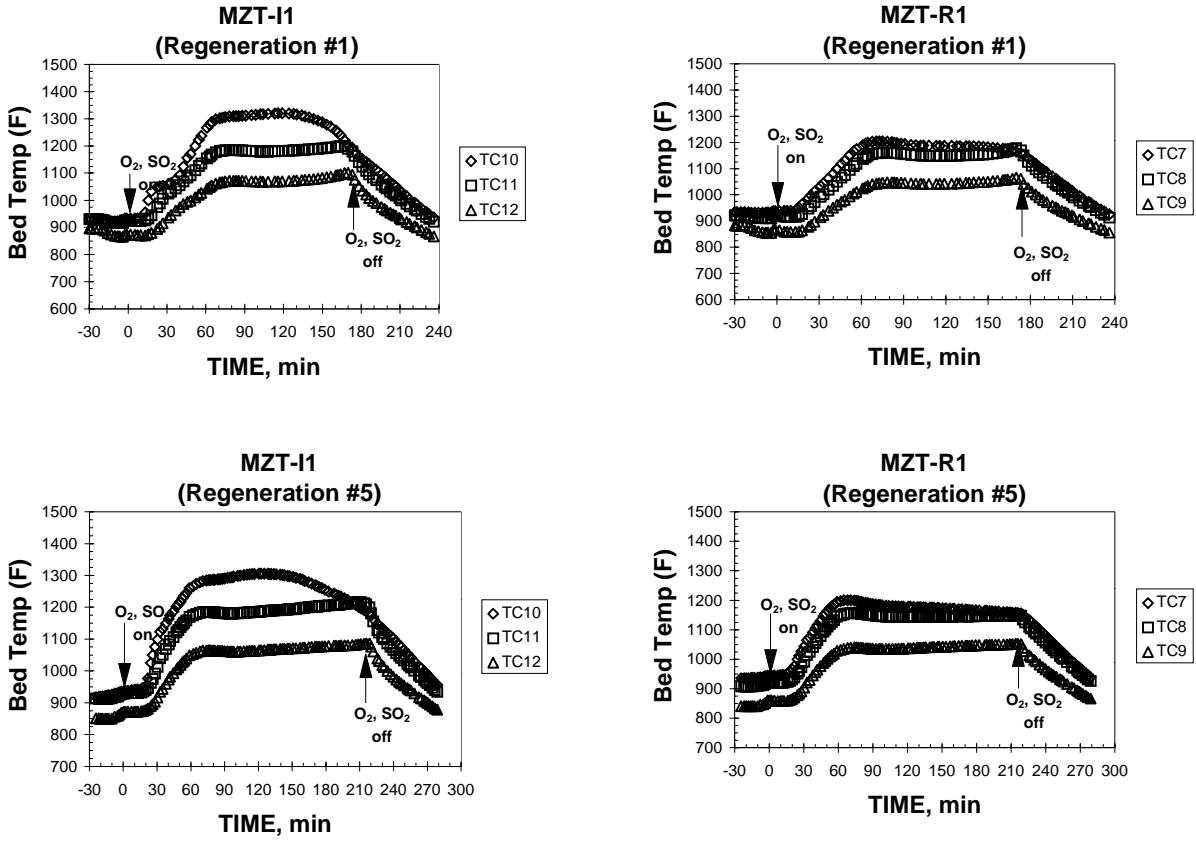 MZT-I1
(Regeneration #1)
Bed Temp (F)
1500
1400
1300
1200
1100
1000
900
800
700
600
O2, SO2
on
O2, SO2
off
-30 0 30 60 90 120 150 180 210 240
TIME, min
TC10
TC11
TC12
MZT-R1
(Regeneration #1)
Bed Temp (F)
1500
1400
1300
1200
1100
1000
900
800
700
600
O2, SO2
on
O2, SO2
off
-30 0 30 60 90 120 150 180 210 240
TIME, min
TC7
TC8
TC9
MZT-I1
(Regeneration #5)
Bed Temp (F)
1500
1400
1300
1200
1100
1000
900
800
700
O2, SO
on
O2, SO2
off
-30 0 30 60 90 120 150 180 210 240 270 300
TIME, min
TC10
TC11
TC12
MZT-R1
(Regeneration #5)
Bed Temp (F)
1500
1400
1300
1200
1100
1000
900
800
700
O2, SO2
on
O2, SO2
off
-30 0 30 60 90 120 150 180 210 240 270 300
TIME, min
TC7
TC8
TC9